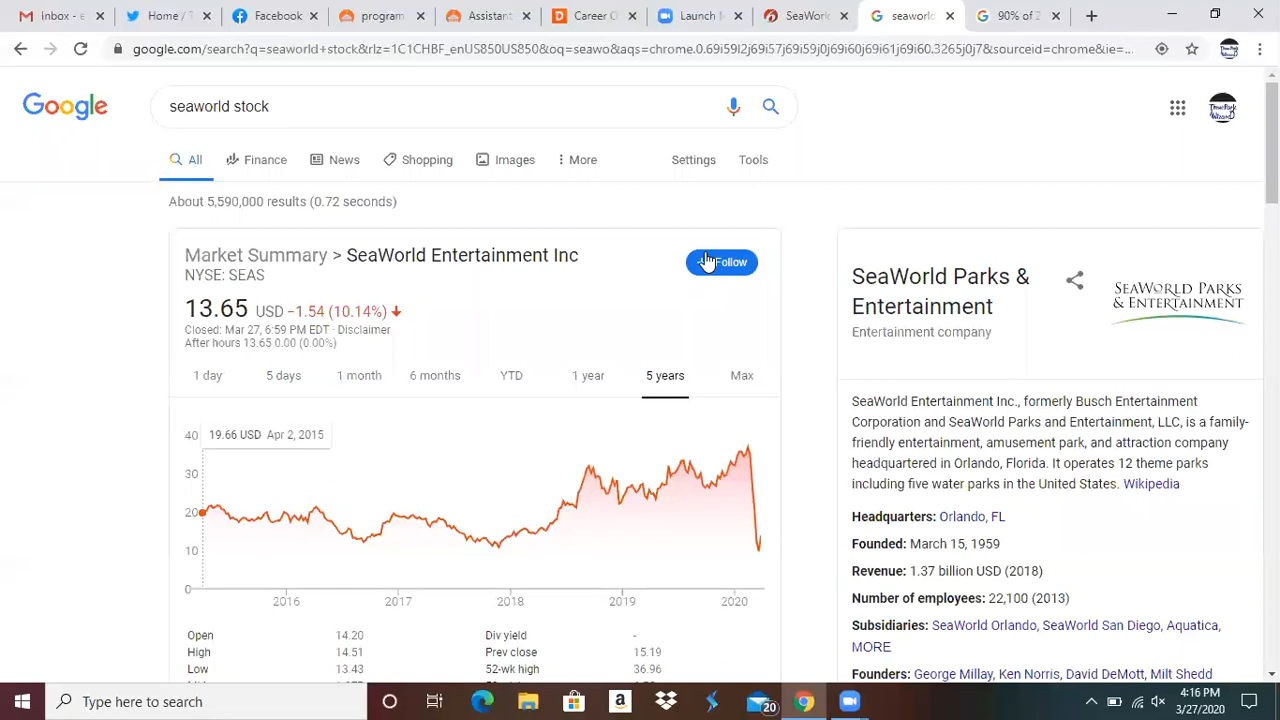 inbox -
Home / T
Facebook
program
Assistant
Career O
Launch
SeaWor
seaworld
90% of 2
google.com/search?q=seaworld+stock&rlz=1C1CHBF_enUS850US850&oq=seawo&aqs=chrome.0.69i59l2j69i57j69i59j0j69i60j69i61j69i60.3265j0j7&sourceid=chrome&ie=...
Google
seaworld stock
All Finance News Shopping Images More Settings Tools
About 5,590,000 results (0.72 seconds)
Market Summary > SeaWorld Entertainment Inc
NYSE: SEAS
Follow
13.65 USD −1.54 (10.14%)
Closed: Mar 27, 6:59 PM EDT · Disclaimer
After hours 13.65 0.00 (0.00%)
1 day 5 days 1 month 6 months YTD 1 year 5 years Max
19.66 USD Apr 2, 2015
40
30
20
10
0
2016 2017 2018 2019 2020
Open 14.20 Div yield -
High 14.51 Prev close 15.19
Low 13.43 52-wk high 36.96
SeaWorld Parks &
Entertainment
Entertainment company
SEAWORLD PARKS
& ENTERTAINMENT
SeaWorld Entertainment Inc., formerly Busch Entertainment
Corporation and SeaWorld Parks and Entertainment, LLC, is a family-
friendly entertainment, amusement park, and attraction company
headquartered in Orlando, Florida. It operates 12 theme parks
including five water parks in the United States. Wikipedia
Headquarters: Orlando, FL
Founded: March 15, 1959
Revenue: 1.37 billion USD (2018)
Number of employees: 22,100 (2013)
Subsidiaries: SeaWorld Orlando, SeaWorld San Diego, Aquatica,
MORE
Founders: George Millay, Ken Norris, David DeMott, Milt Shedd
Type here to search
20
4:16 PM
3/27/2020